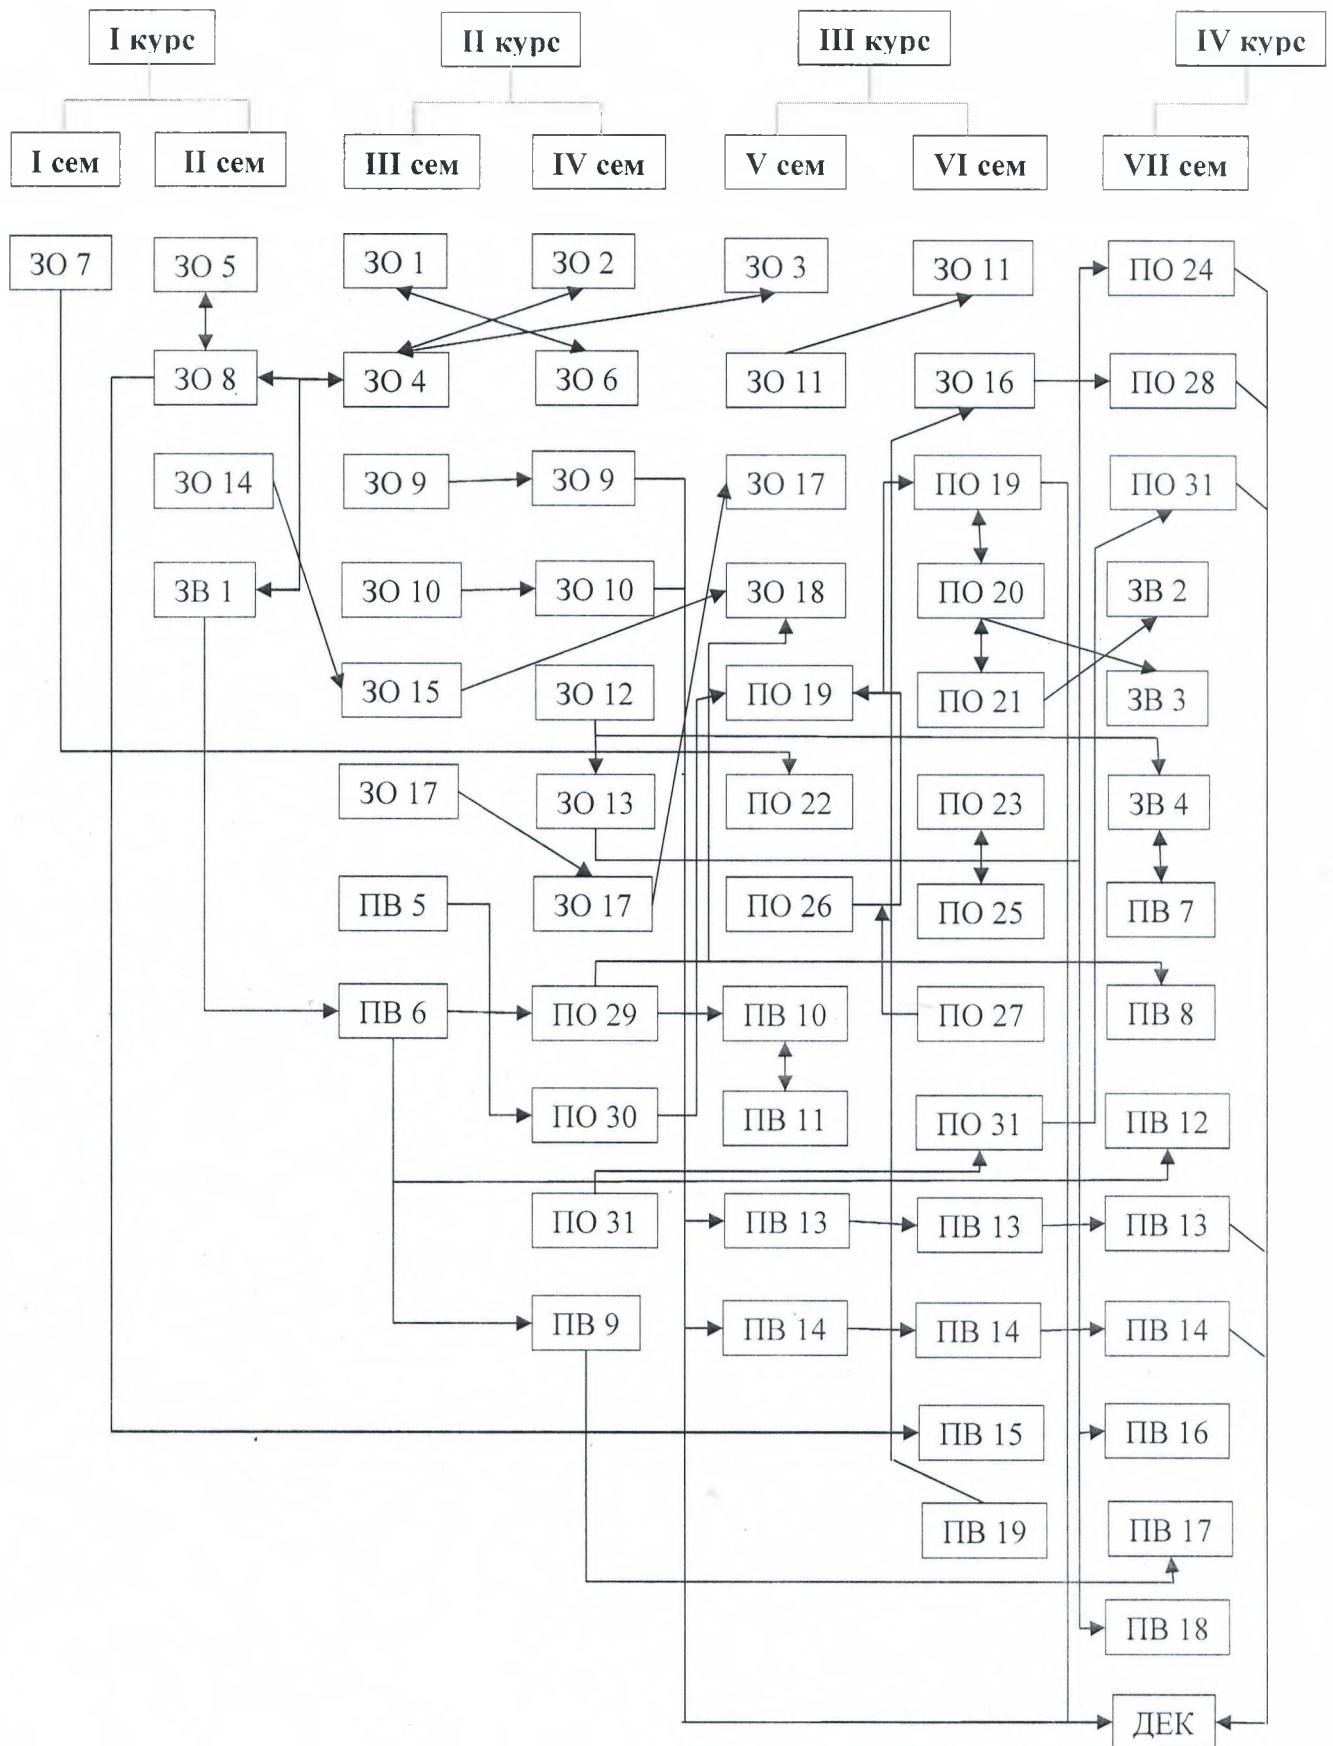 I курс II курс III курс IV курс
I сем II сем III сем IV сем V сем VI сем VII сем
ЗО 7 ЗО 5 ЗО 1 ЗО 2 ЗО 3 ЗО 11 ПО 24
ЗО 8 ЗО 4 ЗО 6 ЗО 11 ЗО 16 ПО 28
ЗО 14 ЗО 9 ЗО 9 ЗО 17 ПО 19 ПО 31
ЗВ 1 ЗО 10 ЗО 10 ЗО 18 ПО 20 ЗВ 2
ЗО 15 ЗО 12 ПО 19 ПО 21 ЗВ 3
ЗО 17 ЗО 13 ПО 22 ПО 23 ЗВ 4
ПВ 5 ЗО 17 ПО 26 ПО 25 ПВ 7
ПВ 6 ПО 29 ПВ 10 ПО 27 ПВ 8
ПО 30 ПВ 11 ПО 31 ПВ 12
ПО 31 ПВ 13 ПВ 13 ПВ 13
ПВ 9 ПВ 14 ПВ 14 ПВ 14
ПВ 15 ПВ 16
ПВ 19 ПВ 17
ПВ 18
ДЕК